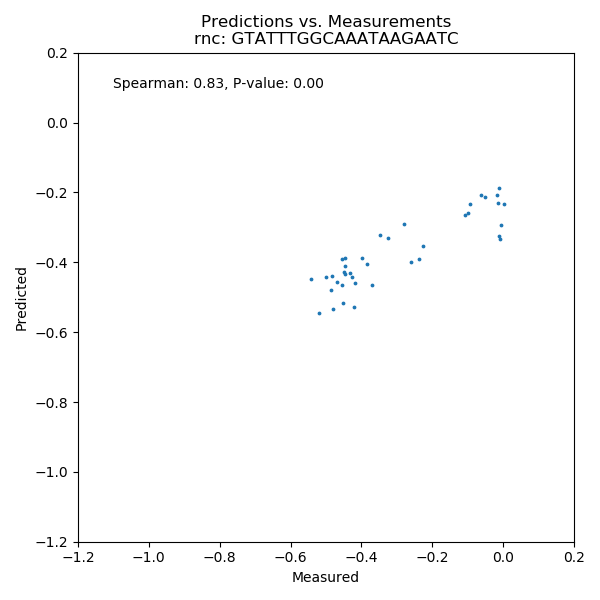 Predictions vs. Measurements
rnc: GTATTTGGCAAATAAGAATC
Spearman: 0.83, P-value: 0.00
0.2
0.0
−0.2
−0.4
−0.6
−0.8
−1.0
−1.2
Predicted
−1.2 −1.0 −0.8 −0.6 −0.4 −0.2 0.0 0.2
Measured